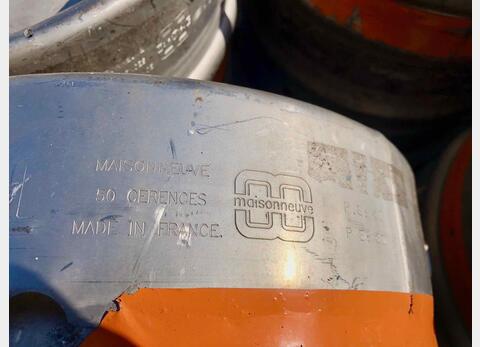 MAISONNEUVE
50 CERENCES
MADE IN FRANCE.
maisonneuve